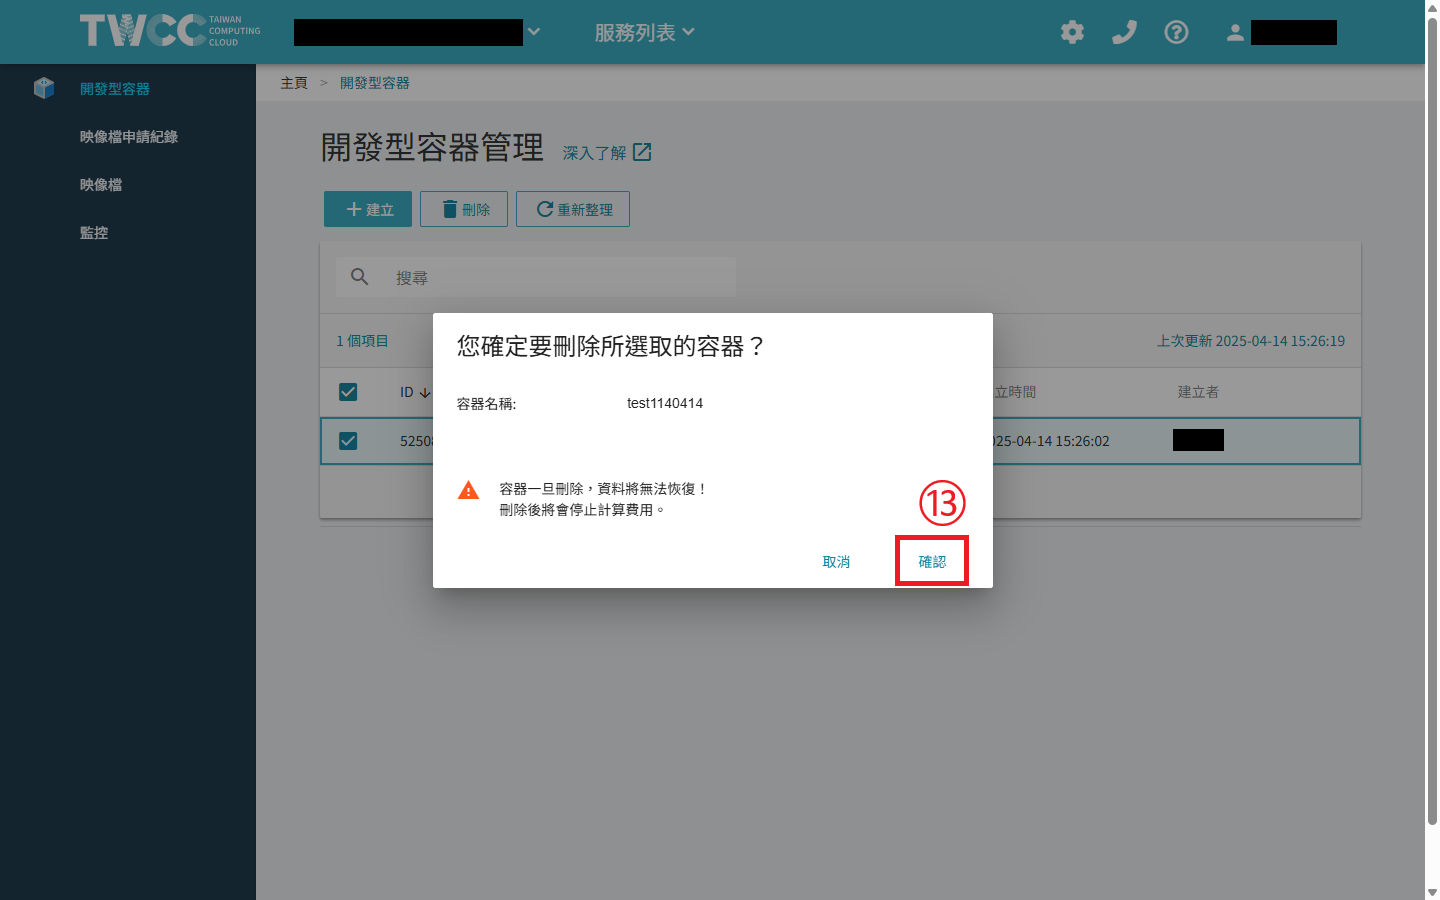 TWCC TAIWAN
COMPUTING
CLOUD
服務列表
開發型容器
映像檔申請紀錄
映像檔
監控
主頁 > 開發型容器
開發型容器管理 深入了解
建立 刪除 重新整理
搜尋
1 個項目 上次更新 2025-04-14 15:26:19
ID 立時間 建立者
5250 025-04-14 15:26:02
您確定要刪除所選取的容器？
容器名稱: test1140414
容器一旦刪除，資料將無法恢復！
刪除後將會停止計算費用。
⑬
取消 確認